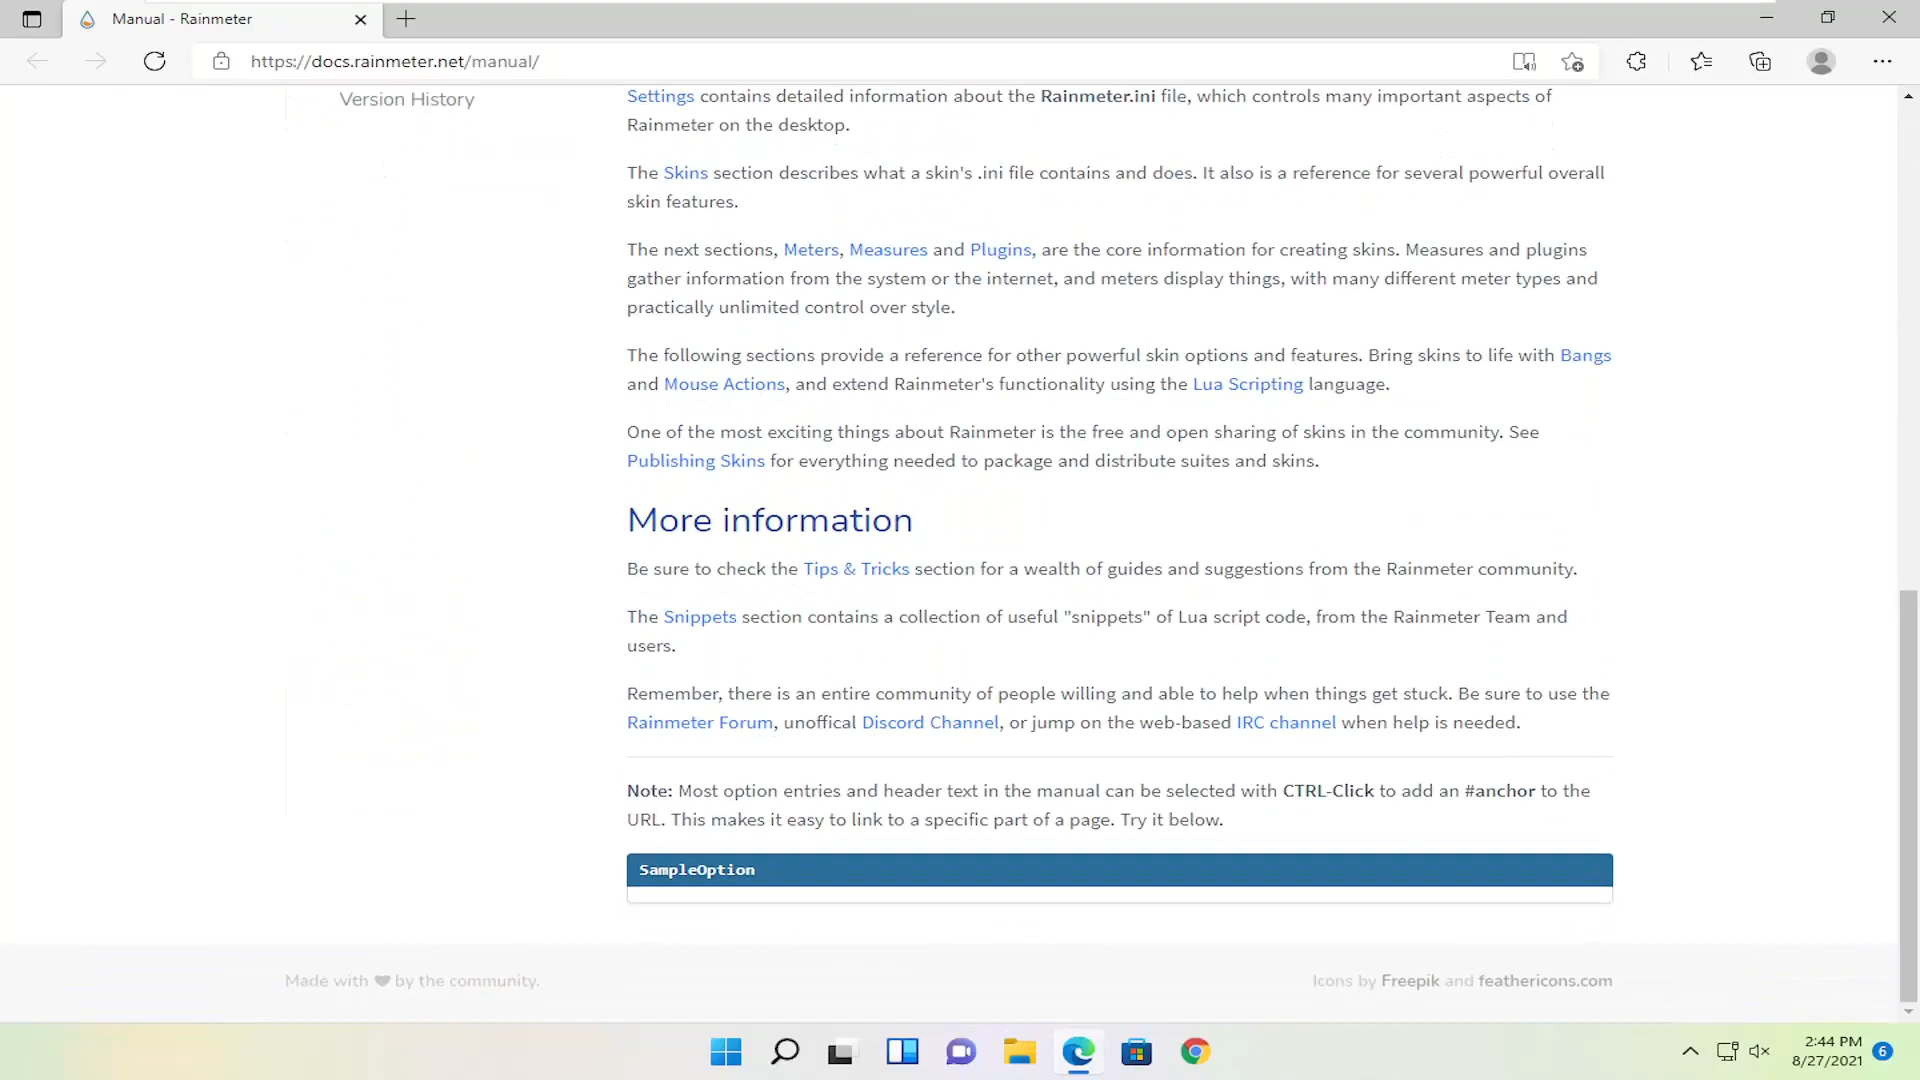 Manual - Rainmeter
https://docs.rainmeter.net/manual/
Version History
Settings contains detailed information about the Rainmeter.ini file, which controls many important aspects of
Rainmeter on the desktop.
The Skins section describes what a skin's .ini file contains and does. It also is a reference for several powerful overall
skin features.
The next sections, Meters, Measures and Plugins, are the core information for creating skins. Measures and plugins
gather information from the system or the internet, and meters display things, with many different meter types and
practically unlimited control over style.
The following sections provide a reference for other powerful skin options and features. Bring skins to life with Bangs
and Mouse Actions, and extend Rainmeter's functionality using the Lua Scripting language.
One of the most exciting things about Rainmeter is the free and open sharing of skins in the community. See
Publishing Skins for everything needed to package and distribute suites and skins.
More information
Be sure to check the Tips & Tricks section for a wealth of guides and suggestions from the Rainmeter community.
The Snippets section contains a collection of useful "snippets" of Lua script code, from the Rainmeter Team and
users.
Remember, there is an entire community of people willing and able to help when things get stuck. Be sure to use the
Rainmeter Forum, unoffical Discord Channel, or jump on the web-based IRC channel when help is needed.
Note: Most option entries and header text in the manual can be selected with CTRL-Click to add an #anchor to the
URL. This makes it easy to link to a specific part of a page. Try it below.
SampleOption
Made with ❤ by the community.
Icons by Freepik and feathericons.com
2:44 PM
8/27/2021
6